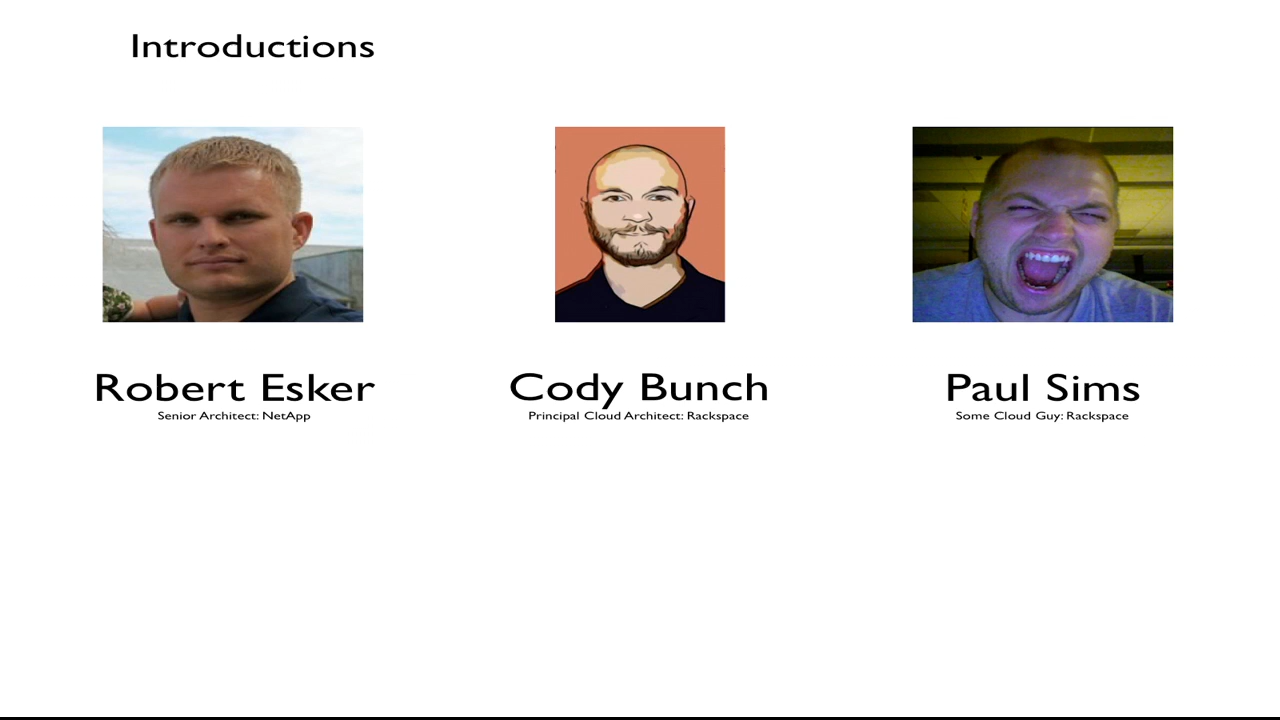 Introductions
Robert Esker
Senior Architect: NetApp
Cody Bunch
Principal Cloud Architect: Rackspace
Paul Sims
Some Cloud Guy: Rackspace